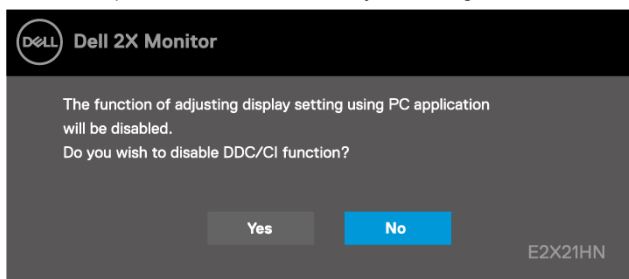 DELL Dell 2X Monitor
The function of adjusting display setting using PC application
will be disabled.
Do you wish to disable DDC/CI function?
Yes No
E2X21HN